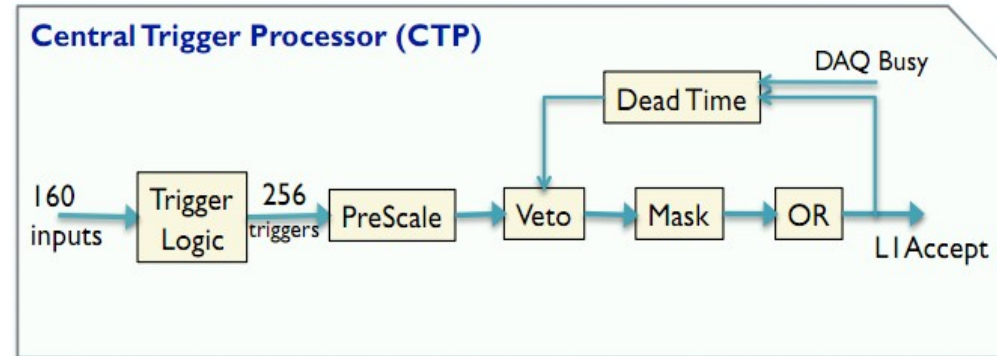 Central Trigger Processor (CTP)
DAQ Busy
Dead Time
160
inputs
Trigger
Logic
256
triggers
PreScale
Veto
Mask
OR
L1Accept